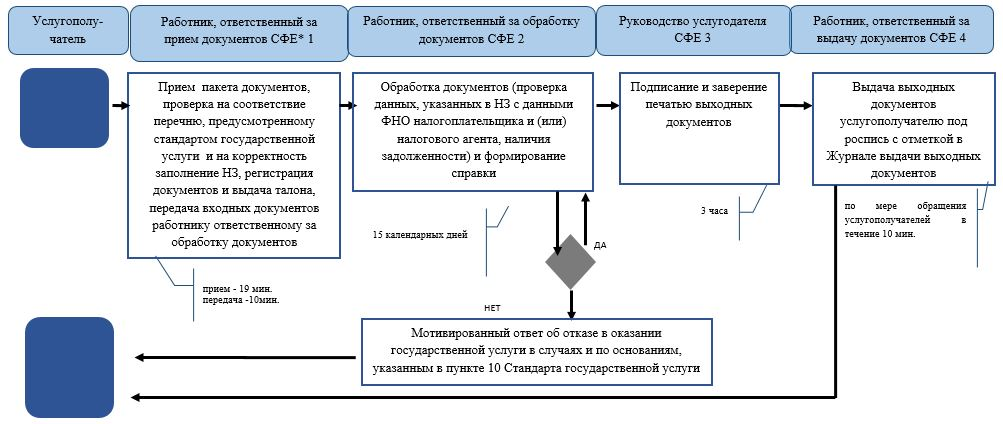 Услугополу-
чатель
Работник, ответственный за
прием документов СФЕ* 1
Работник, ответственный за обработку
документов СФЕ 2
Руководство услугодателя
СФЕ 3
Работник, ответственный за
выдачу документов СФЕ 4
Прием  пакета документов,
проверка на соответствие
перечню, предусмотренному
стандартом государственной
услуги  и на корректность
заполнение НЗ, регистрация
документов и выдача талона,
передача входных документов
работнику ответственному за
обработку документов
Обработка документов (проверка
данных, указанных в НЗ с данными
ФНО налогоплательщика и (или)
налогового агента, наличия
задолженности) и формирование
справки
Подписание и заверение
печатью выходных
документов
Выдача выходных
документов
услугополучателю под
роспись с отметкой в
Журнале выдачи выходных
документов
прием - 19 мин.
передача -10мин.
15 календарных дней
3 часа
по мере обращения
услугополучателей в
течение 10 мин.
ДА
НЕТ
Мотивированный ответ об отказе в оказании
государственной услуги в случаях и по основаниям,
указанным в пункте 10 Стандарта государственной услуги